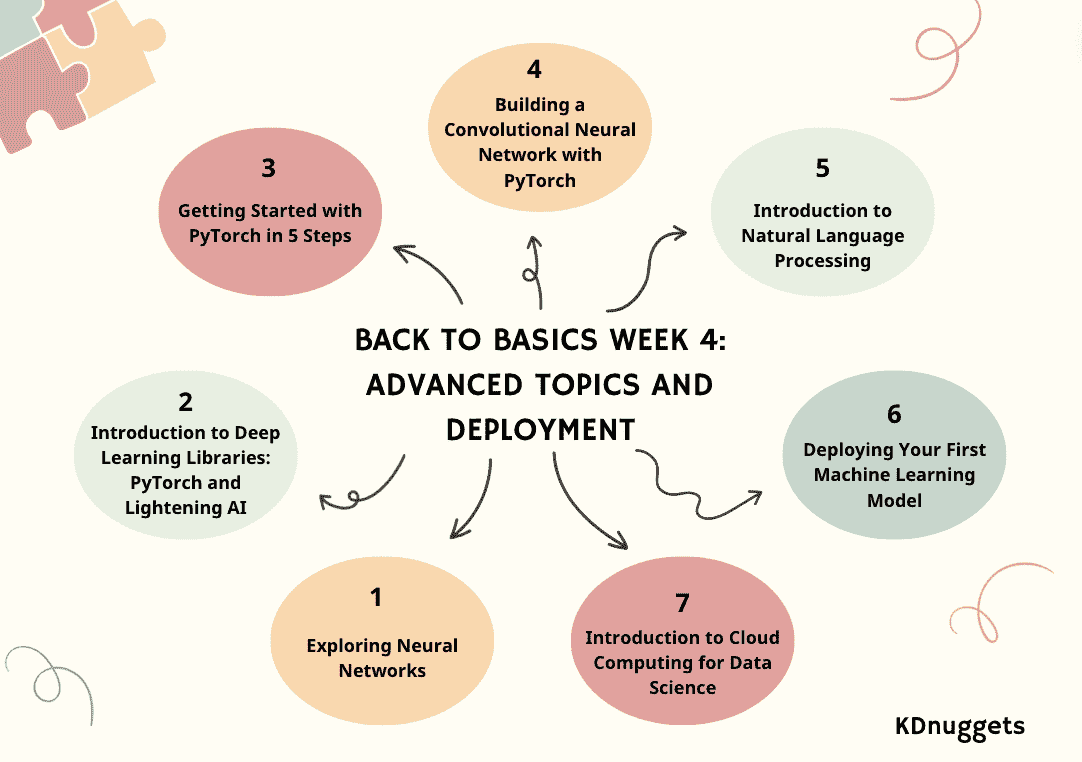 4
Building a
Convolutional Neural
Network with
PyTorch
3
Getting Started with
PyTorch in 5 Steps
5
Introduction to
Natural Language
Processing
BACK TO BASICS WEEK 4:
ADVANCED TOPICS AND
DEPLOYMENT
2
Introduction to Deep
Learning Libraries:
PyTorch and
Lightening AI
6
Deploying Your First
Machine Learning
Model
1
Exploring Neural
Networks
7
Introduction to Cloud
Computing for Data
Science
KDnuggets